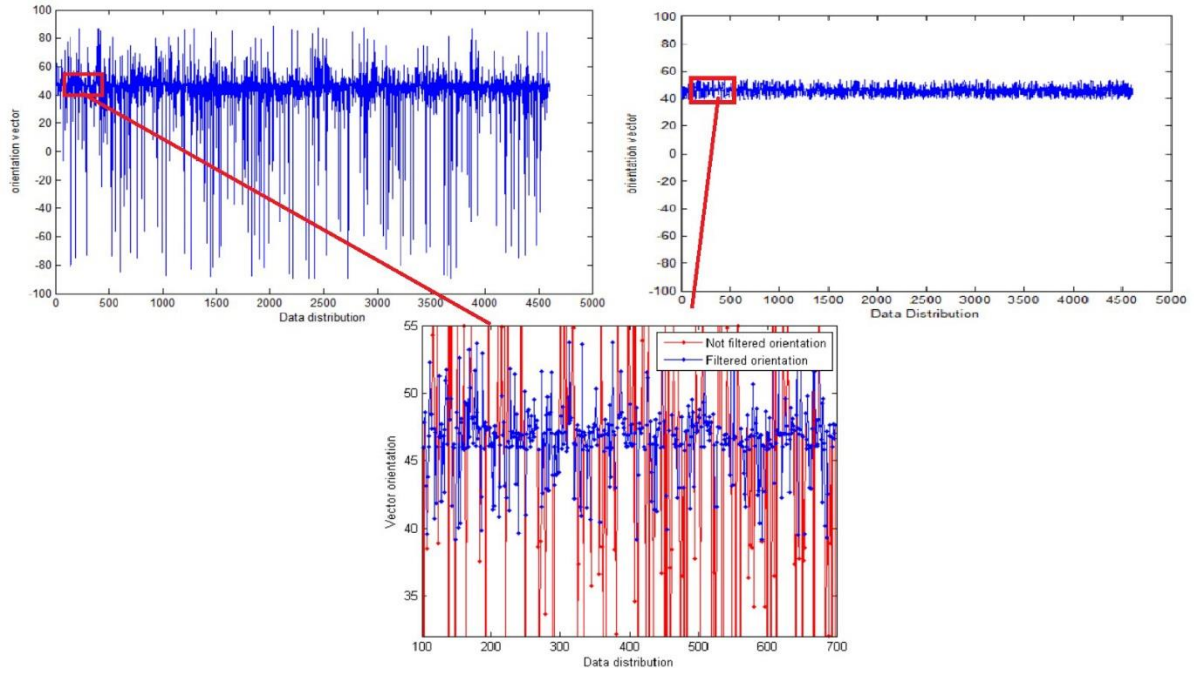 100
80
60
40
20
0
-20
-40
-60
-80
-100
orientation vector
0 500 1000 1500 2000 2500 3000 3500 4000 4500 5000
Data distribution
100
80
60
40
20
0
-20
-40
-60
-80
-100
orientation vector
0 500 1000 1500 2000 2500 3000 3500 4000 4500 5000
Data Distribution
55
50
45
40
35
Vector orientation
Not filtered orientation
Filtered orientation
100 200 300 400 500 600 700
Data distribution